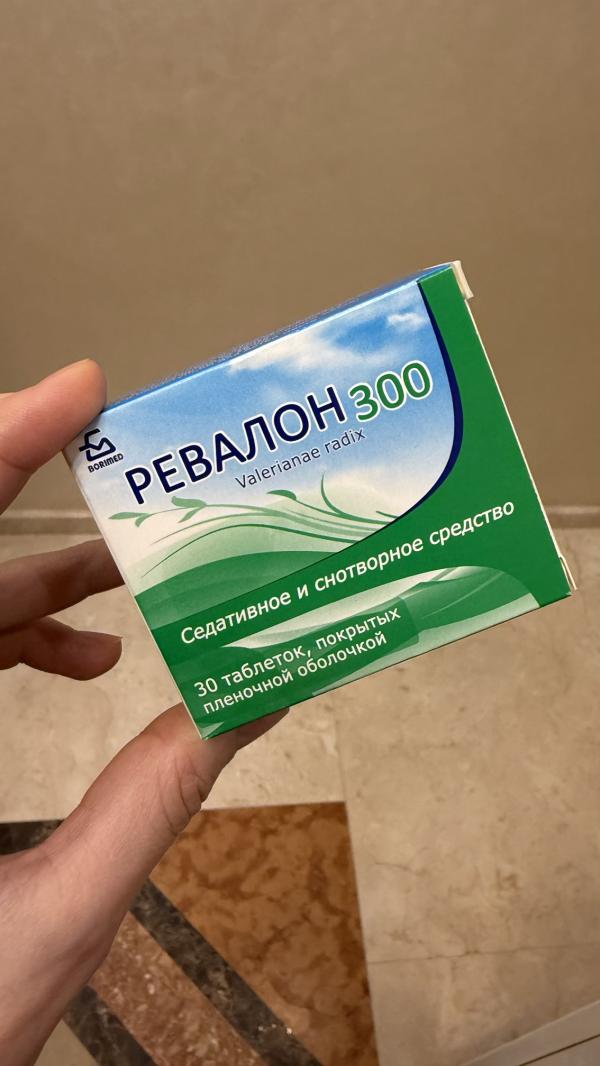 BORIMED
РЕВАЛОН 300
Valerianae radix
Седативное и снотворное средство
30 таблеток, покрытых
пленочной оболочкой